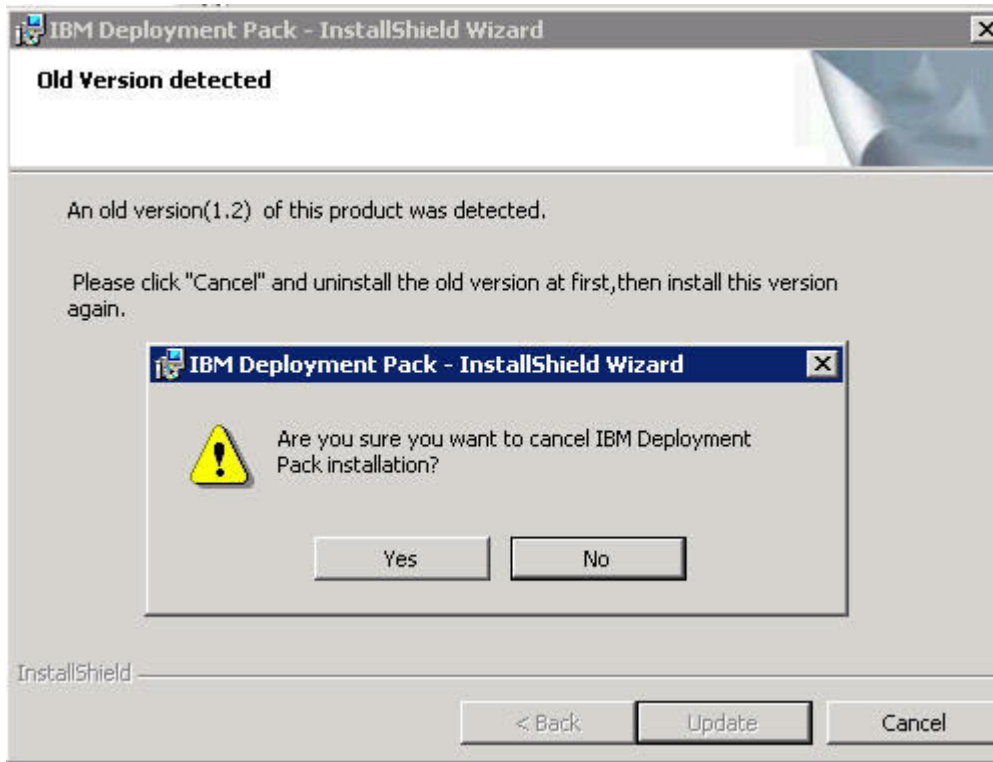 IBM Deployment Pack - InstallShield Wizard
Old Version detected
An old version(1.2)  of this product was detected.
Please click "Cancel" and uninstall the old version at first,then install this version
again.
IBM Deployment Pack - InstallShield Wizard
Are you sure you want to cancel IBM Deployment
Pack installation?
Yes No
InstallShield
< Back Update Cancel